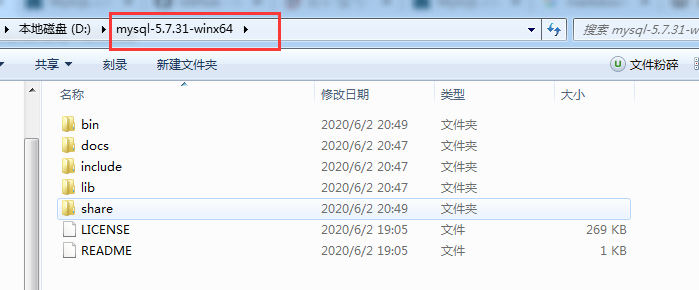 本地磁盘 (D:) ▸ mysql-5.7.31-winx64 ▸ 搜索 mysql-5.7.31-w
共享 刻录 新建文件夹 文件粉碎
名称 修改日期 类型 大小
bin 2020/6/2 20:49 文件夹
docs 2020/6/2 20:47 文件夹
include 2020/6/2 20:47 文件夹
lib 2020/6/2 20:47 文件夹
share 2020/6/2 20:49 文件夹
LICENSE 2020/6/2 19:05 文件 269 KB
README 2020/6/2 19:05 文件 1 KB